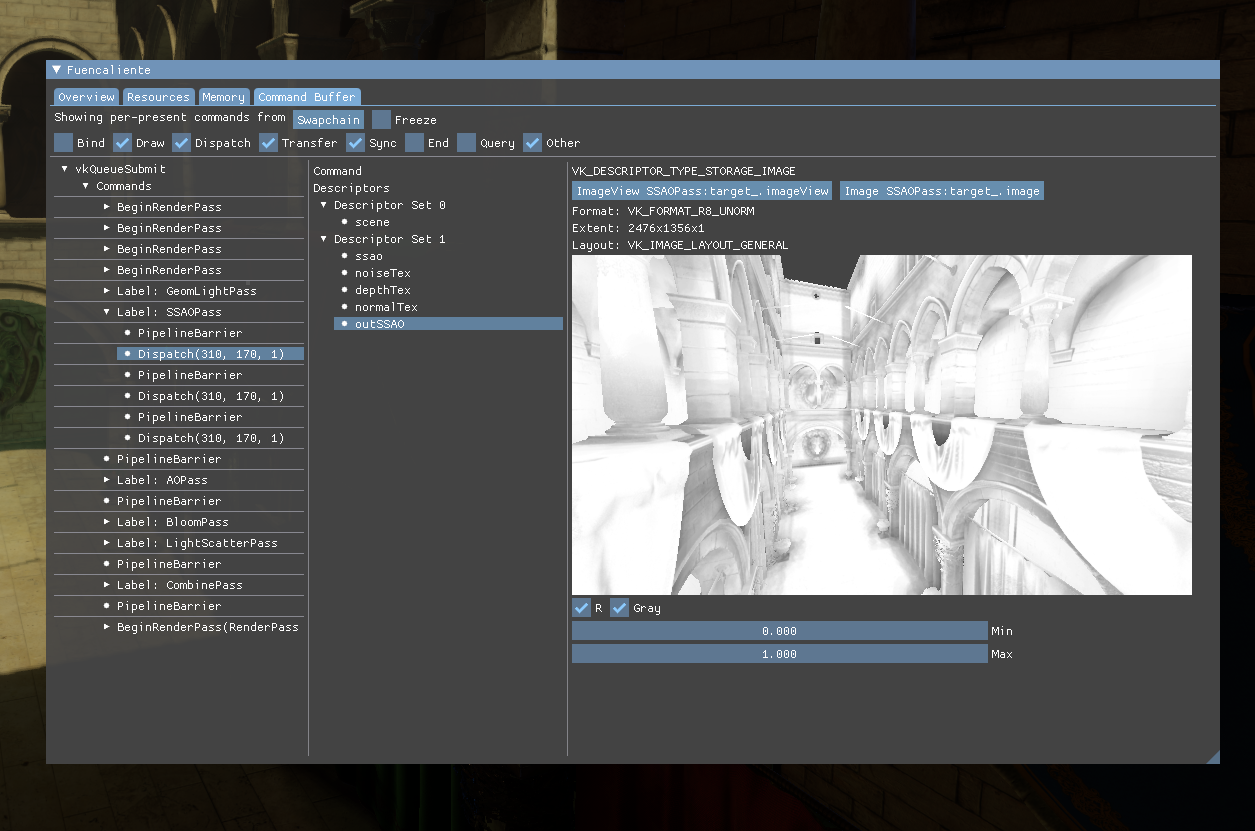 Fuencaliente
Overview Resources Memory Command Buffer
Showing per-present commands from Swapchain Freeze
Bind Draw Dispatch Transfer Sync End Query Other
vkQueueSubmit
Commands
BeginRenderPass
BeginRenderPass
BeginRenderPass
BeginRenderPass
Label: GeomLightPass
Label: SSAOPass
PipelineBarrier
Dispatch(310, 170, 1)
PipelineBarrier
Dispatch(310, 170, 1)
PipelineBarrier
Dispatch(310, 170, 1)
PipelineBarrier
Label: AOPass
PipelineBarrier
Label: BloomPass
Label: LightScatterPass
PipelineBarrier
Label: CombinePass
PipelineBarrier
BeginRenderPass(RenderPass
Command
Descriptors
Descriptor Set 0
scene
Descriptor Set 1
ssao
noiseTex
depthTex
normalTex
outSSAO
VK_DESCRIPTOR_TYPE_STORAGE_IMAGE
ImageView SSAOPass:target_.imageView Image SSAOPass:target_.image
Format: VK_FORMAT_R8_UNORM
Extent: 2476x1356x1
Layout: VK_IMAGE_LAYOUT_GENERAL
R Gray
0.000 Min
1.000 Max